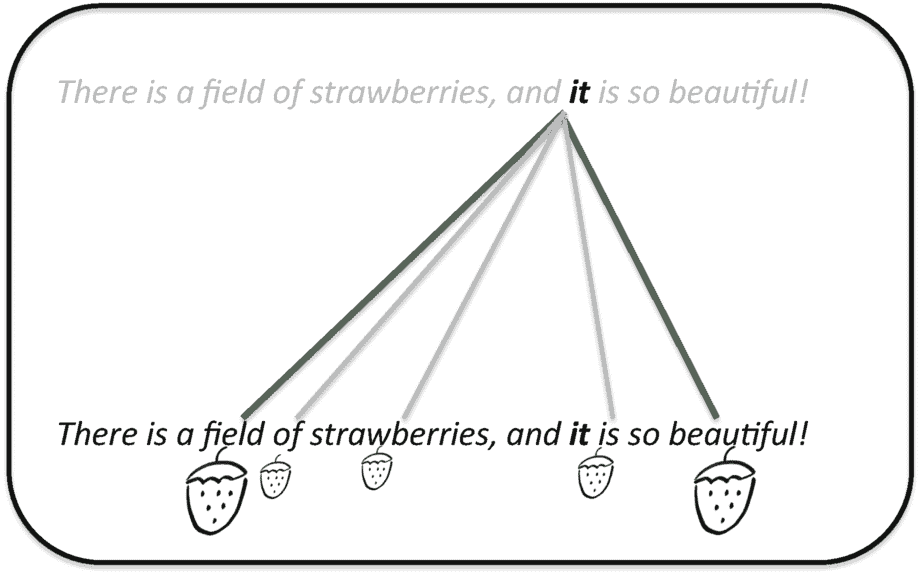 There is a field of strawberries, and it is so beautiful!
There is a field of strawberries, and it is so beautiful!